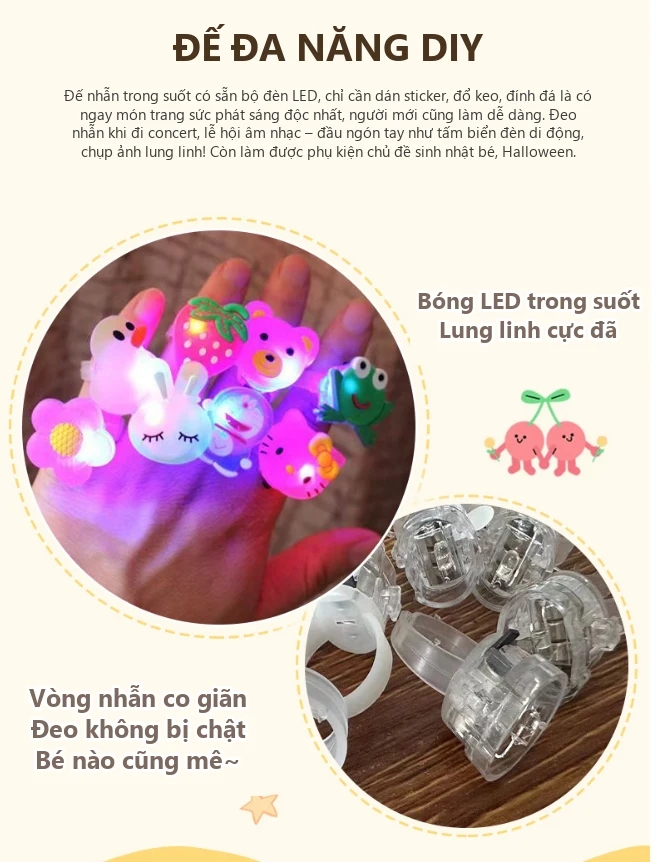 ĐẾ ĐA NĂNG DIY
Đế nhẫn trong suốt có sẵn bộ đèn LED, chỉ cần dán sticker, đổ keo, đính đá là có
ngay món trang sức phát sáng độc nhất, người mới cũng làm dễ dàng. Đeo
nhẫn khi đi concert, lễ hội âm nhạc – đầu ngón tay như tấm biển đèn di động,
chụp ảnh lung linh! Còn làm được phụ kiện chủ đề sinh nhật bé, Halloween.
Bóng LED trong suốt
Lung linh cực đã
Vòng nhẫn co giãn
Đeo không bị chật
Bé nào cũng mê~